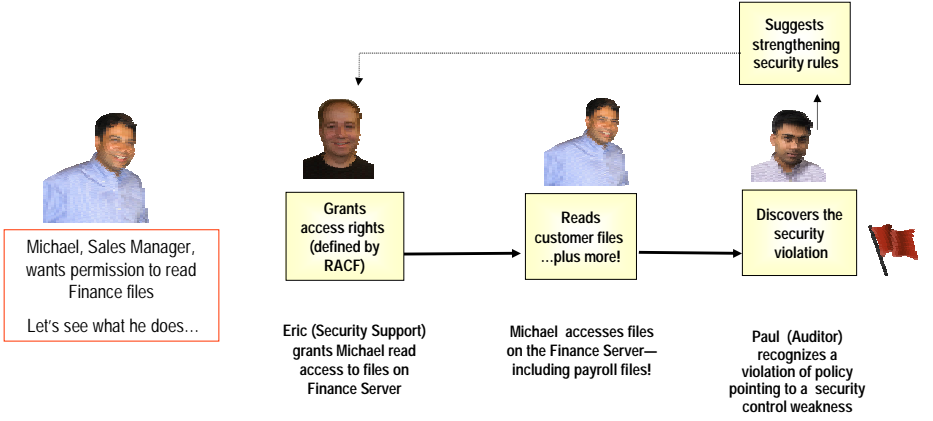 Suggests
strengthening
security rules
Michael, Sales Manager,
wants permission to read
Finance files
Let's see what he does…
Grants
access rights
(defined by
RACF)
Reads
customer files
…plus more!
Discovers the
security
violation
Eric (Security Support)
grants Michael read
access to files on
Finance Server
Michael accesses files
on the Finance Server—
including payroll files!
Paul (Auditor)
recognizes a
violation of policy
pointing to a security
control weakness